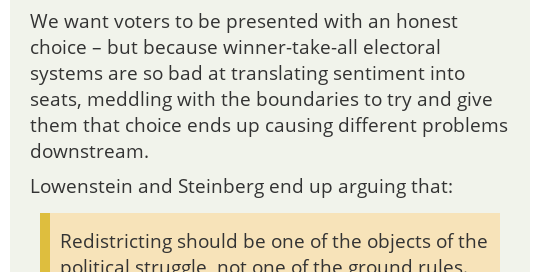 We want voters to be presented with an honest
choice – but because winner-take-all electoral
systems are so bad at translating sentiment into
seats, meddling with the boundaries to try and give
them that choice ends up causing different problems
downstream.
Lowenstein and Steinberg end up arguing that:
Redistricting should be one of the objects of the
political struggle, not one of the ground rules.